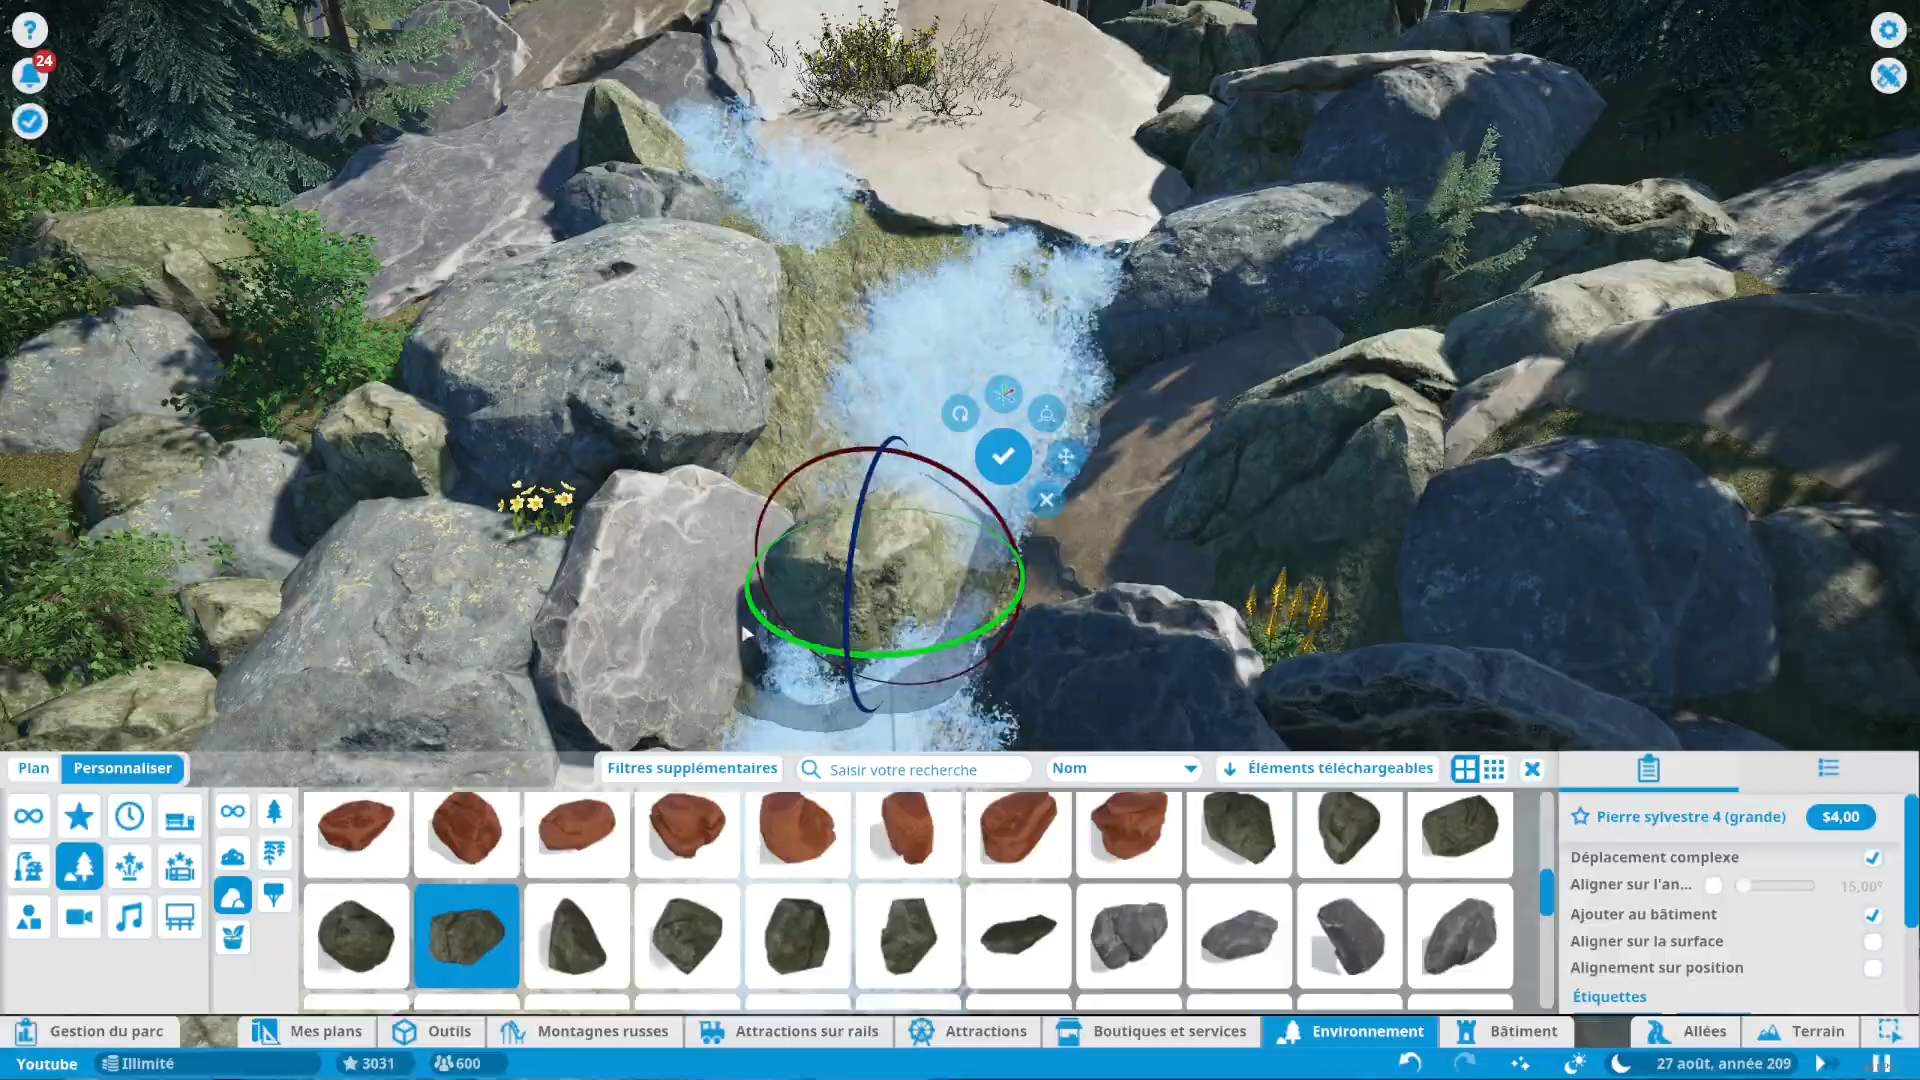 ?
24
Plan
Personnaliser
Filtres supplémentaires
Saisir votre recherche
Nom
Éléments téléchargeables
Pierre sylvestre 4 (grande)
$4,00
Déplacement complexe
Aligner sur l'an...
15,00°
Ajouter au bâtiment
Aligner sur la surface
Alignement sur position
Étiquettes
Gestion du parc
Mes plans
Outils
Montagnes russes
Attractions sur rails
Attractions
Boutiques et services
Environnement
Bâtiment
Allées
Terrain
Youtube
Illimité
3031
600
27 août, année 209